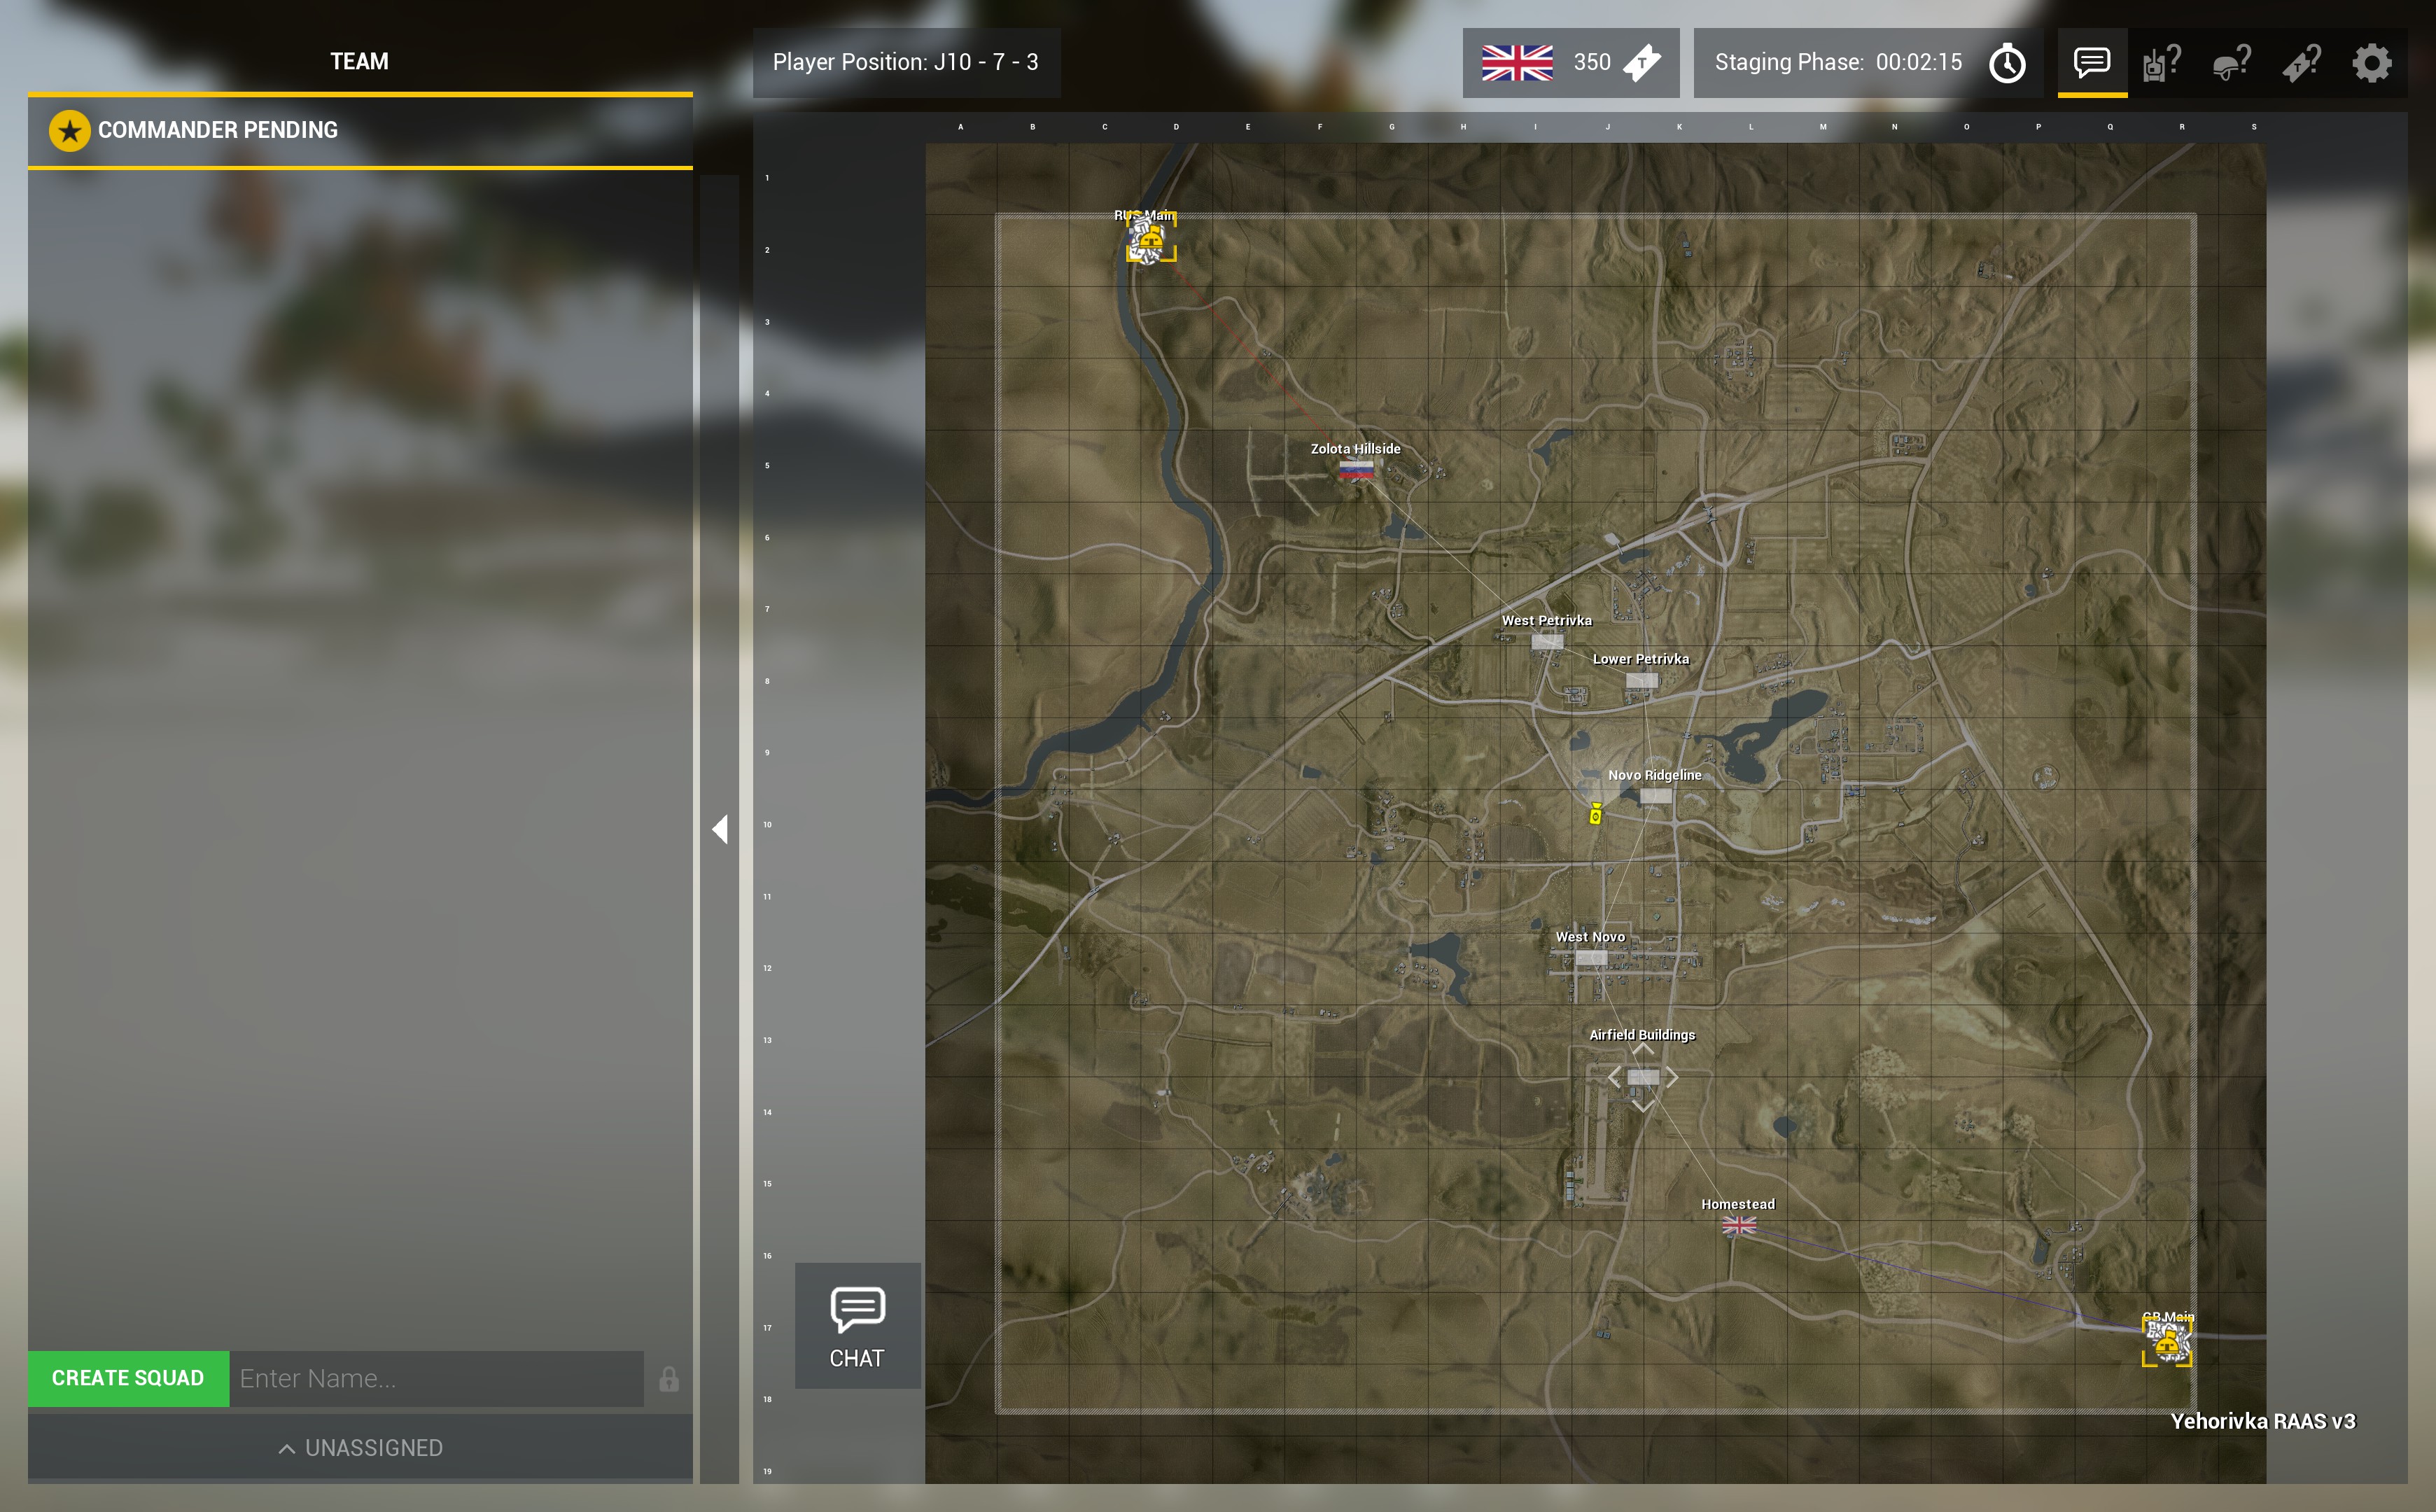 TEAM
COMMANDER PENDING
Player Position: J10 - 7 - 3
350
T
Staging Phase: 00:02:15
A B C D E F G H I J K L M N O P Q R S
1
2
3
4
5
6
7
8
9
10
11
12
13
14
15
16
17
18
19
RUS Main
Zolota Hillside
West Petrivka
Lower Petrivka
Novo Ridgeline
West Novo
Airfield Buildings
Homestead
GB Main
Yehorivka RAAS v3
CHAT
CREATE SQUAD
Enter Name...
UNASSIGNED